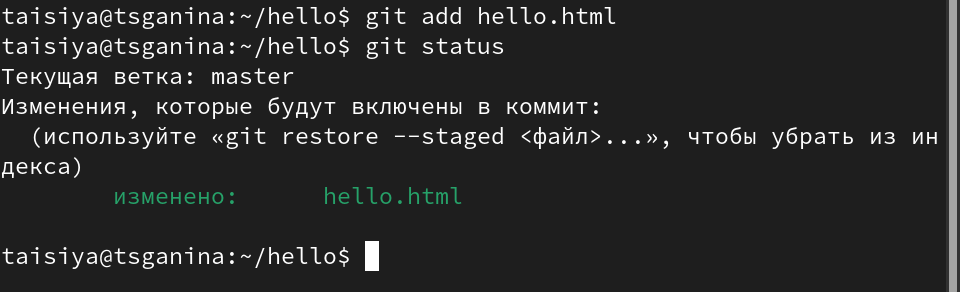 taisiya@tsganina:~/hello$ git add hello.html
taisiya@tsganina:~/hello$ git status
Текущая ветка: master
Изменения, которые будут включены в коммит:
  (используйте «git restore --staged <файл>...», чтобы убрать из ин
декса)
        изменено:      hello.html

taisiya@tsganina:~/hello$